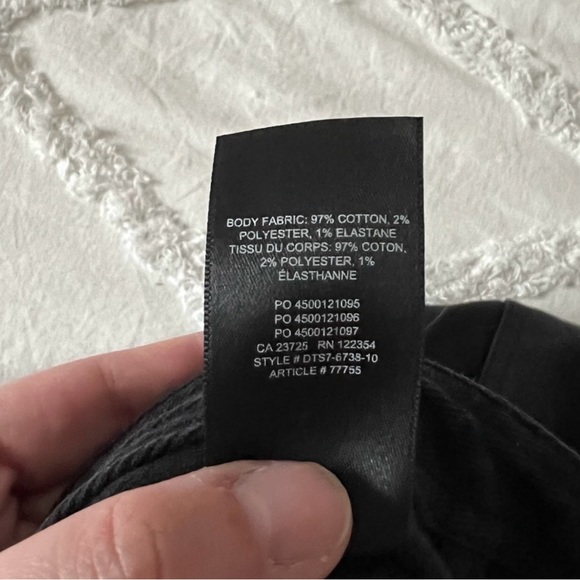 BODY FABRIC: 97% COTTON, 2%
POLYESTER, 1% ELASTANE
TISSU DU CORPS: 97% COTON,
2% POLYESTER, 1%
ÉLASTHANNE
PO 4500121095
PO 4500121096
PO 4500121097
CA 23725 RN 122354
STYLE # DTS7-6738-10
ARTICLE # 77755